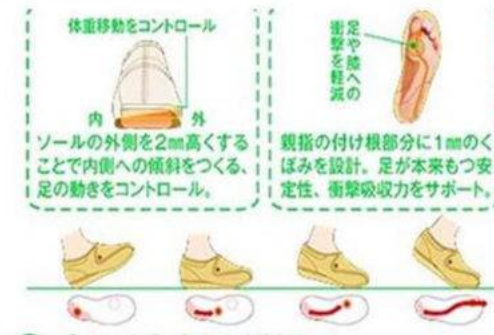 体重移動をコントロール
内 外
ソールの外側を2㎜高くする
ことで内側への傾斜をつくる、
足の動きをコントロール。
足や膝への
衝撃を軽減
親指の付け根部分に1㎜のく
ぼみを設計。足が本来もつ安
定性、衝撃吸収力をサポート。